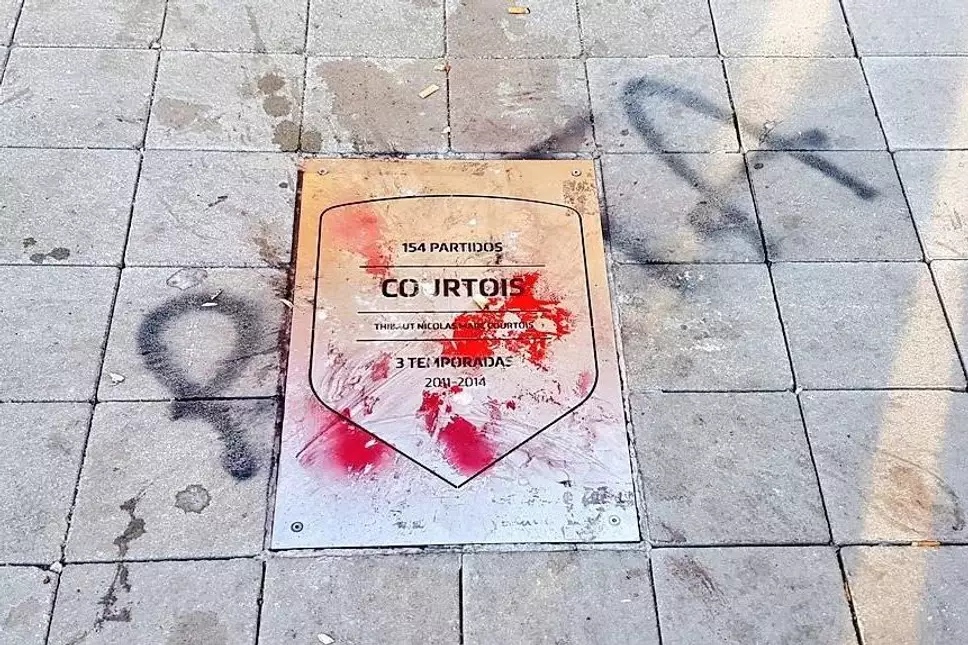 154 PARTIDOS
COURTOIS
THIBAUT NICOLAS MARC COURTOIS
3 TEMPORADAS
2011-2014